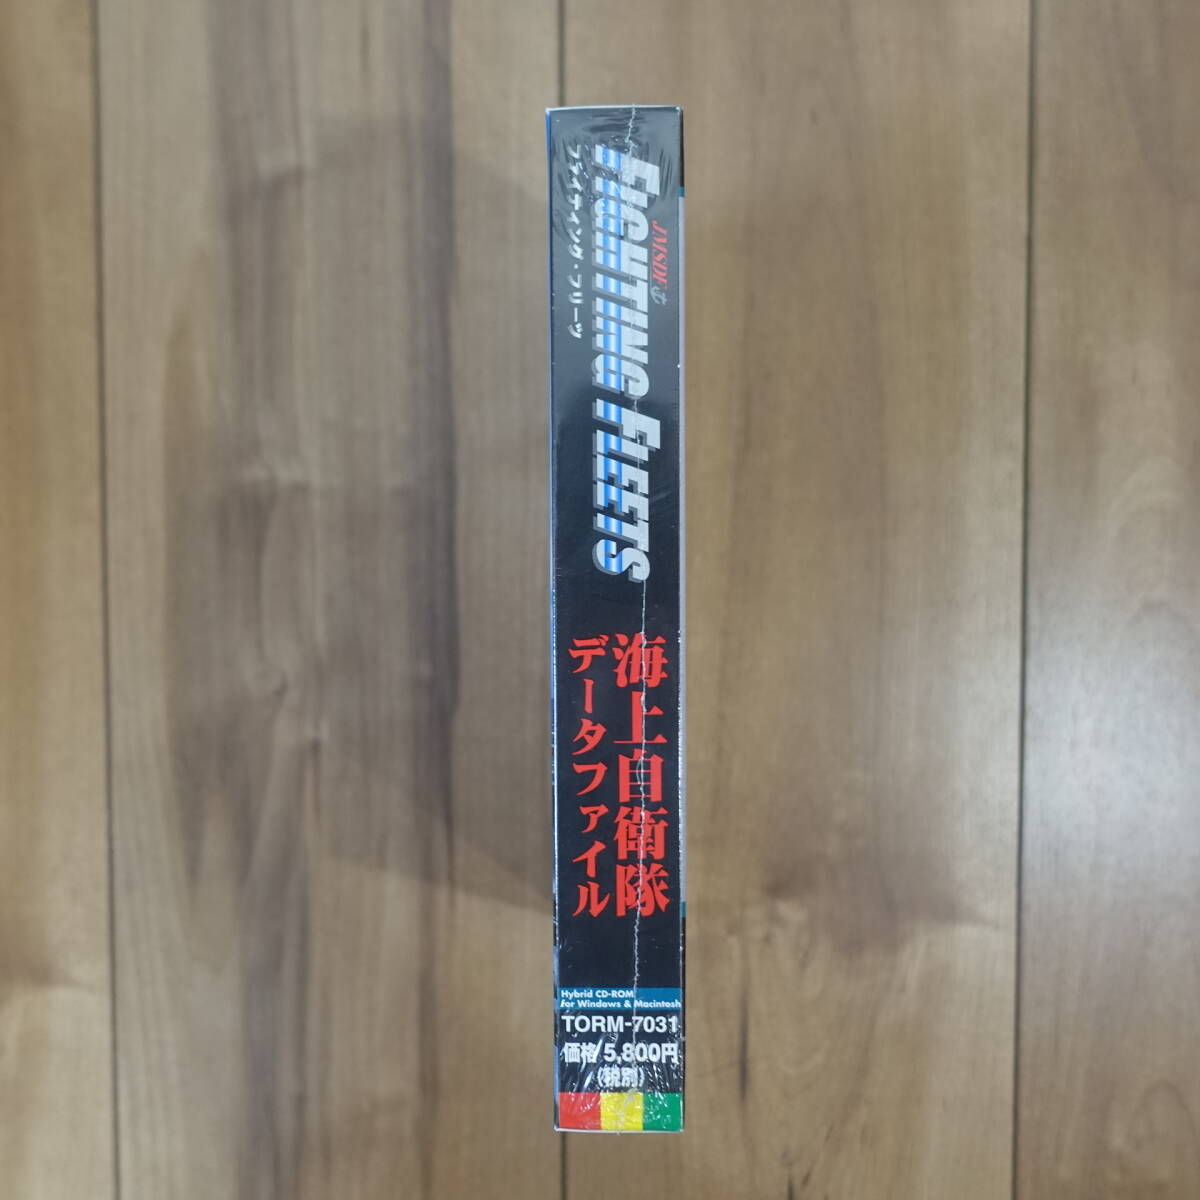 JMSDF
FIGHTING FLEETS
ファイティング・フリーツ
海上自衛隊
データファイル
Hybrid CD-ROM
for Windows & Macintosh
TORM-7031
価格/5,800円
(税別)